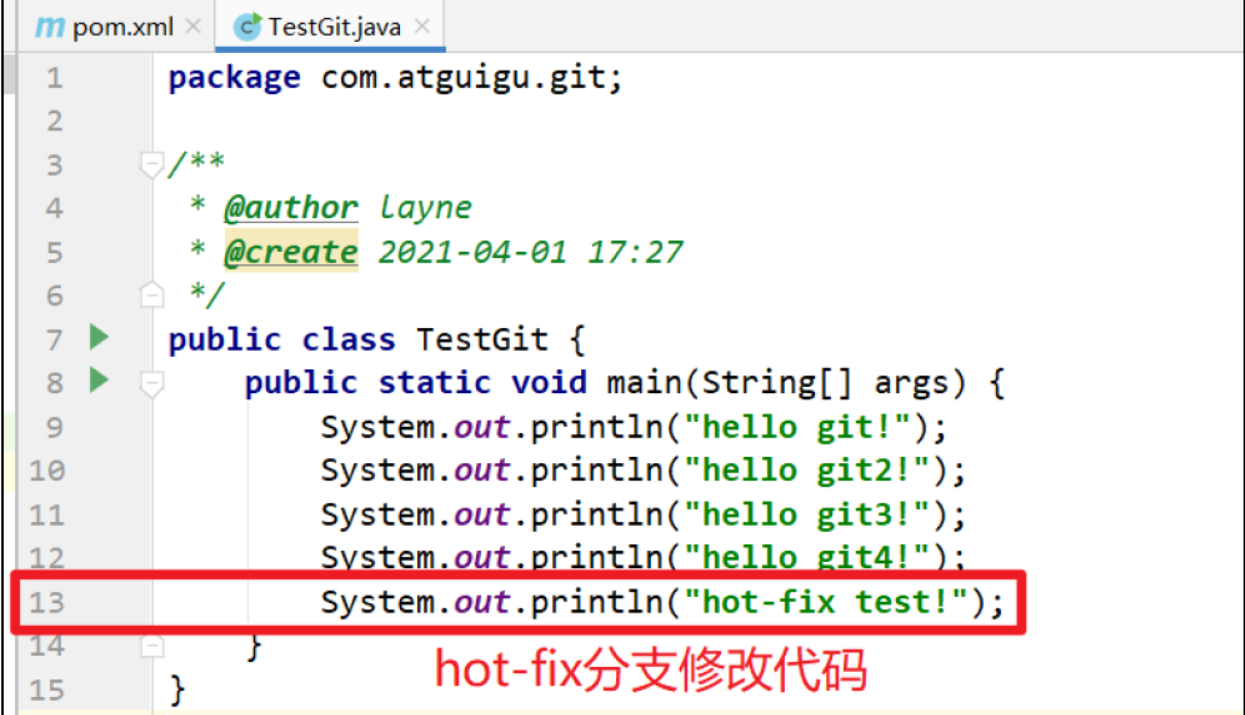 pom.xml TestGit.java
1 package com.atguigu.git;
2
3 /**
4 * @author layne
5 * @create 2021-04-01 17:27
6 */
7 public class TestGit {
8 public static void main(String[] args) {
9 System.out.println("hello git!");
10 System.out.println("hello git2!");
11 System.out.println("hello git3!");
12 System.out.println("hello git4!");
13 System.out.println("hot-fix test!");
14 }
hot-fix分支修改代码
15 }